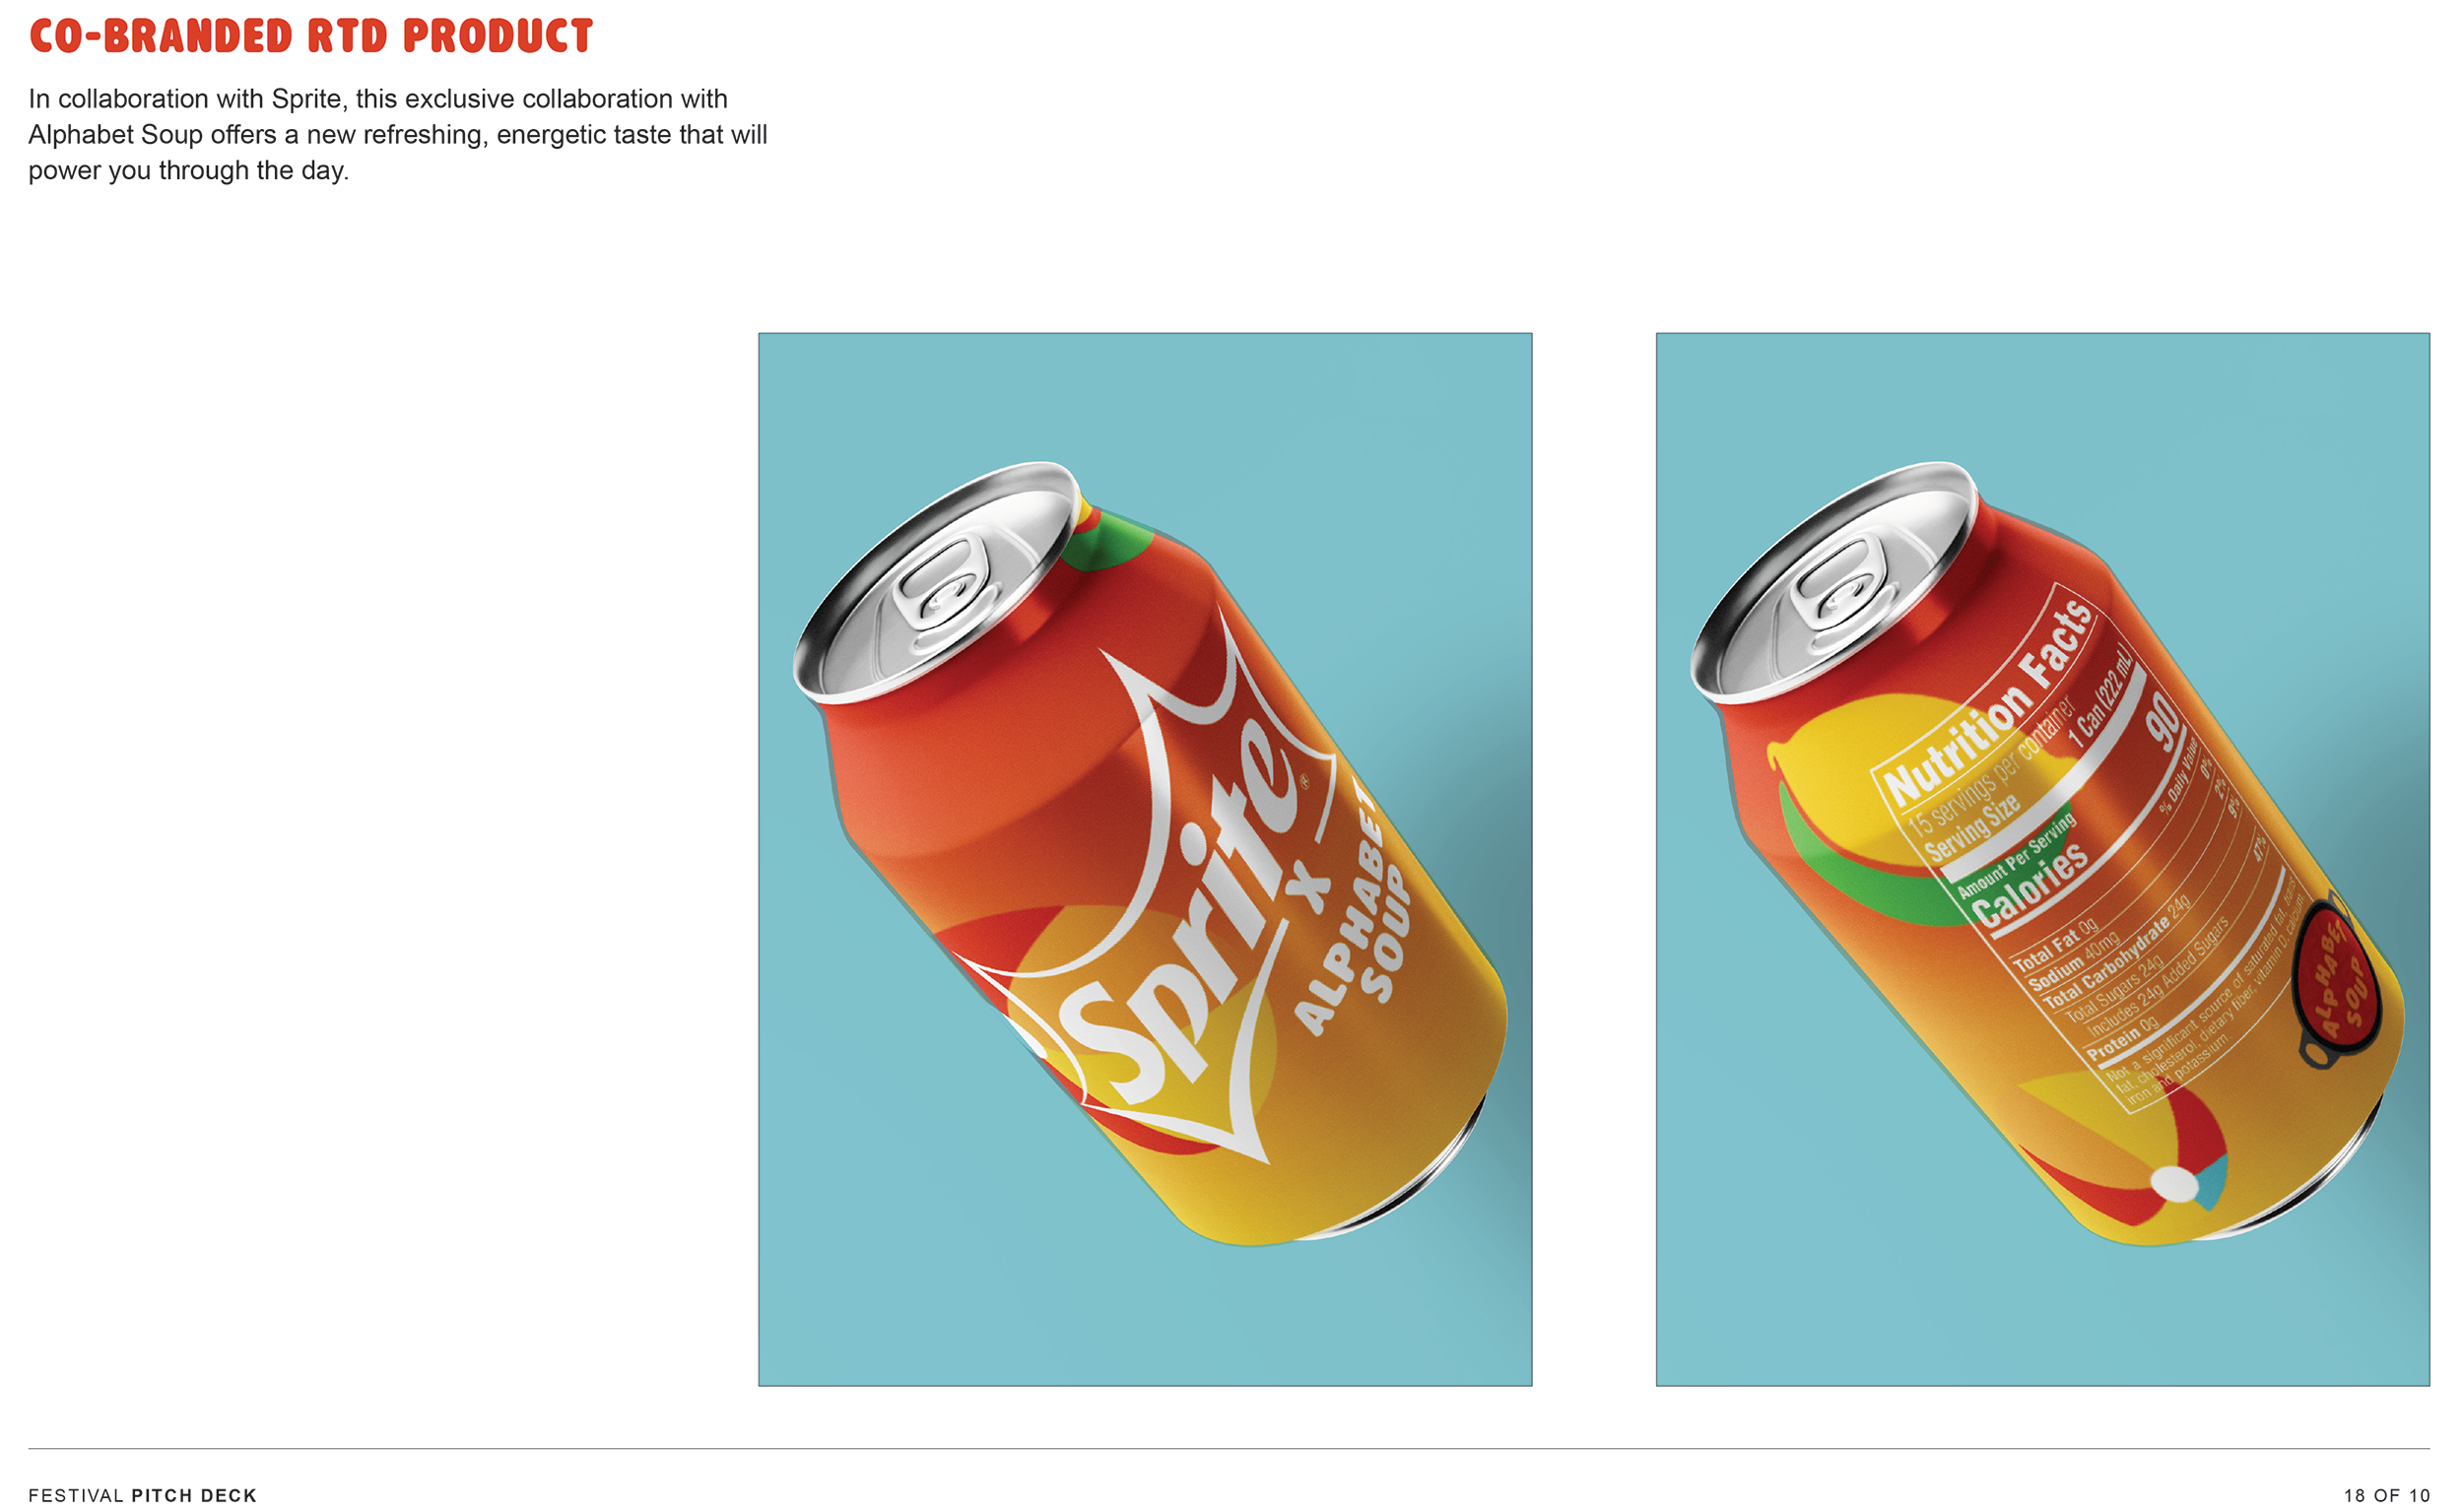 CO-BRANDED RTD PRODUCT
In collaboration with Sprite, this exclusive collaboration with
Alphabet Soup offers a new refreshing, energetic taste that will
power you through the day.
Sprite®
X
ALPHABET
SOUP
Nutrition Facts
15 servings per container
Serving Size 1 Can (222 mL)
Amount Per Serving
Calories 90
% Daily Value
Total Fat 0g 0%
Sodium 40mg 2%
Total Carbohydrate 24g 9%
Total Sugars 24g
Includes 24g Added Sugars 47%
Protein 0g
Not a significant source of saturated fat, trans
fat, cholesterol, dietary fiber, vitamin D, calcium,
iron and potassium.
ALPHABET
SOUP
FESTIVAL PITCH DECK
18 OF 10